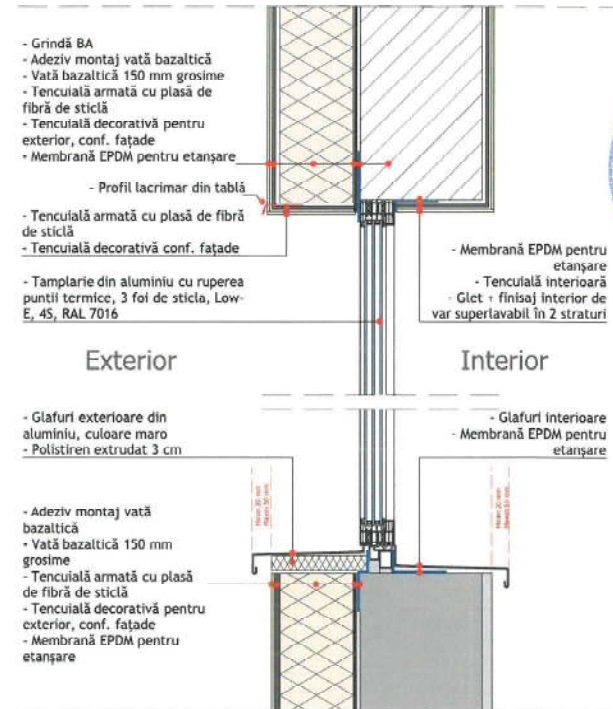 - Grindă BA
- Adeziv montaj vată bazaltică
- Vată bazaltică 150 mm grosime
- Tencuială armată cu plasă de
fibră de sticlă
- Tencuială decorativă pentru
exterior, conf. fațade
- Membrană EPDM pentru etanșare
- Profil lacrimar din tablă
- Tencuială armată cu plasă de fibră
de sticlă
- Tencuială decorativă conf. fațade
- Tamplarie din aluminiu cu ruperea
punții termice, 3 foi de sticla, Low-
E, 4S, RAL 7016
- Membrană EPDM pentru
etanșare
- Tencuială interioară
- Glet + finisaj interior de
var superlavabil în 2 straturi
Exterior
Interior
- Glafuri exterioare din
aluminiu, culoare maro
- Polistiren extrudat 3 cm
- Glafuri interioare
- Membrană EPDM pentru
etanșare
- Adeziv montaj vată
bazaltică
- Vată bazaltică 150 mm
grosime
- Tencuială armată cu plasă
de fibră de sticlă
- Tencuială decorativă pentru
exterior, conf. fațade
- Membrană EPDM pentru
etanșare